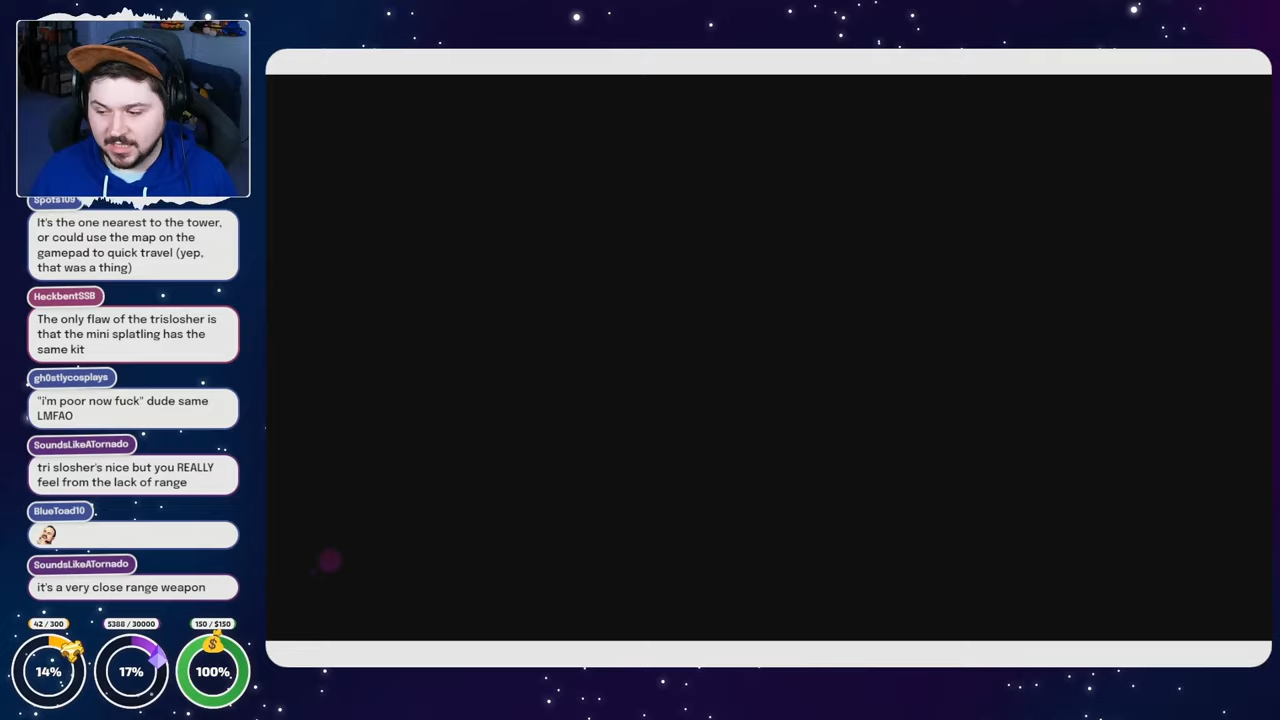 Spots109
It's the one nearest to the tower,
or could use the map on the
gamepad to quick travel (yep,
that was a thing)
HeckbentSSB
The only flaw of the trislosher is
that the mini splatling has the
same kit
gh0stlycosplays
"i'm poor now fuck" dude same
LMFAO
SoundsLikeATornado
tri slosher's nice but you REALLY
feel from the lack of range
BlueToad10
SoundsLikeATornado
it's a very close range weapon
42 / 300
5388 / 30000
150 / $150
14%
17%
100%